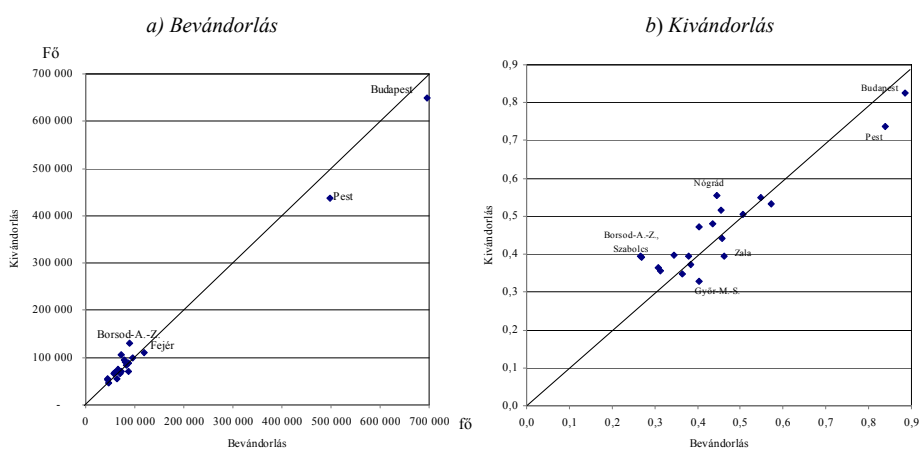 a) Bevándorlás
Fő
700 000
600 000
500 000
400 000
300 000
200 000
100 000
-
Kivándorlás
Budapest
Pest
Borsod-A.-Z.
Fejér
0
100 000
200 000
300 000
400 000
500 000
600 000
700 000
fő
Bevándorlás
b) Kivándorlás
0,9
0,8
0,7
0,6
0,5
0,4
0,3
0,2
0,1
0,0
Kivándorlás
Budapest
Pest
Nógrád
Borsod-A.-Z.,
Szabolcs
Zala
Győr-M.-S.
0,0
0,1
0,2
0,3
0,4
0,5
0,6
0,7
0,8
0,9
Bevándorlás